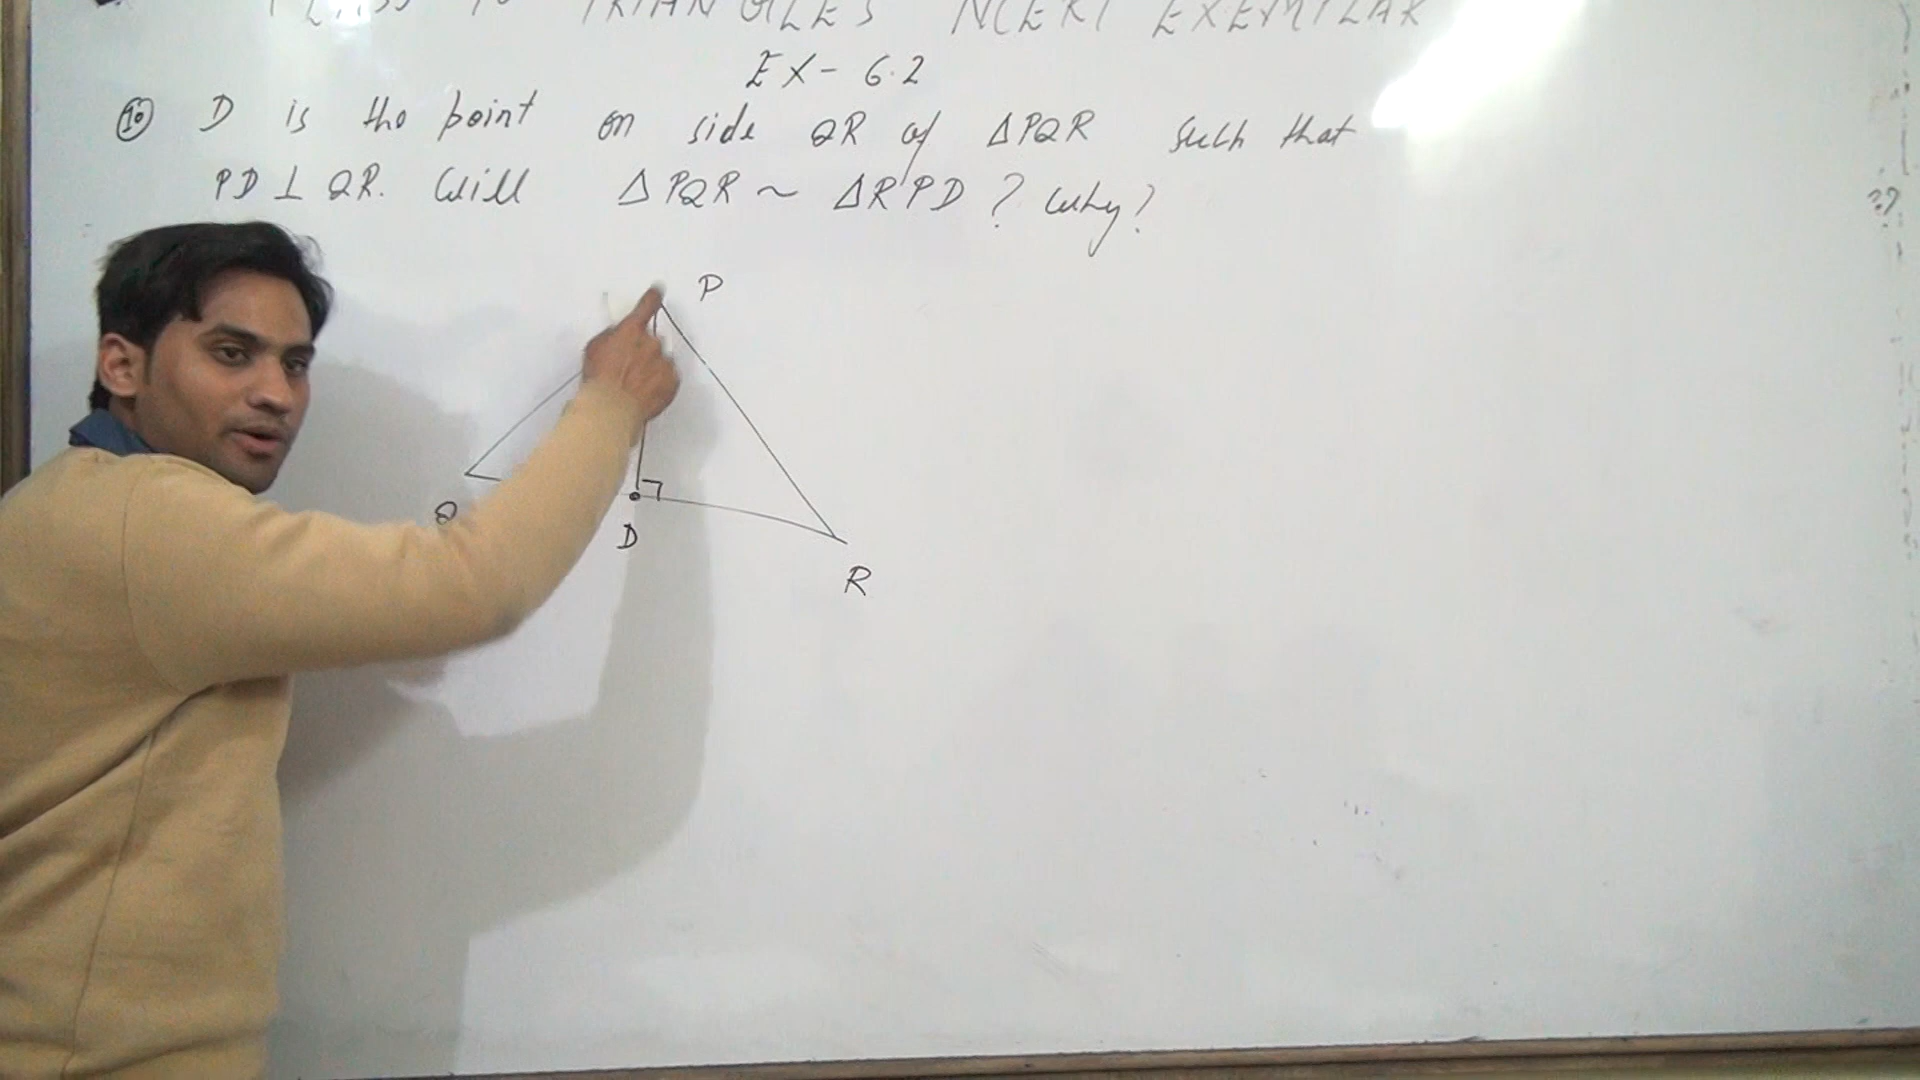 CLASS 10 TRIANGLES NCERT EXEMPLAR
EX - 6.2
10 D is the point on side QR of ΔPQR such that
PD ⊥ QR. Will ΔPQR ~ ΔRPD ? Why?
P
Q
D
R